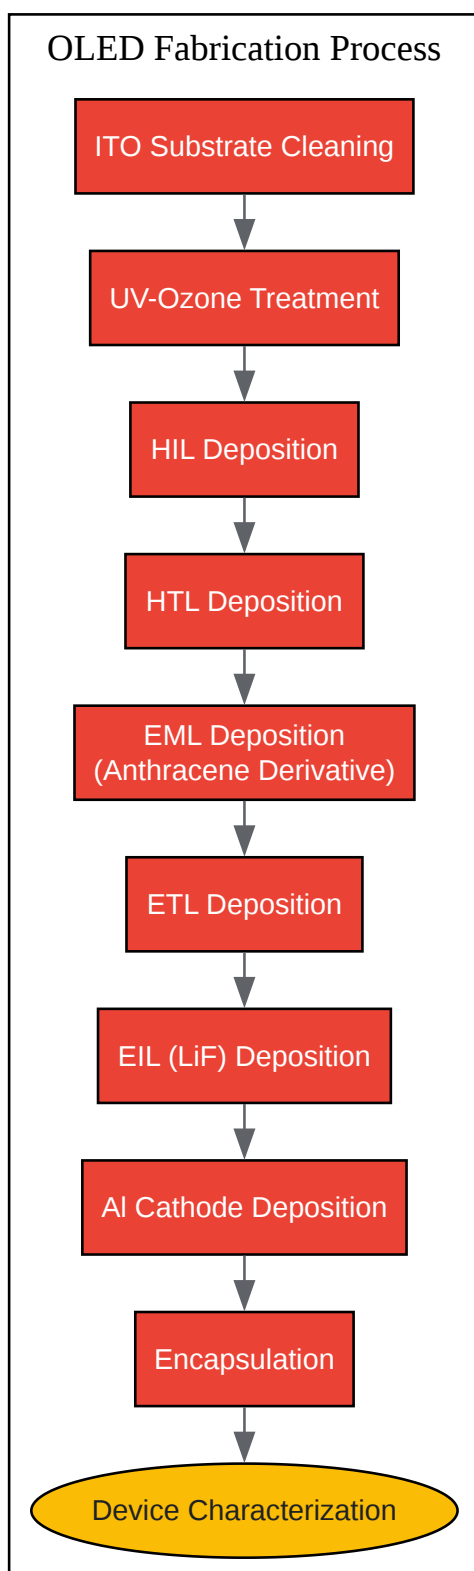 OLED Fabrication Process
ITO Substrate Cleaning
UV-Ozone Treatment
HIL Deposition
HTL Deposition
EML Deposition
(Anthracene Derivative)
ETL Deposition
EIL (LiF) Deposition
Al Cathode Deposition
Encapsulation
Device Characterization